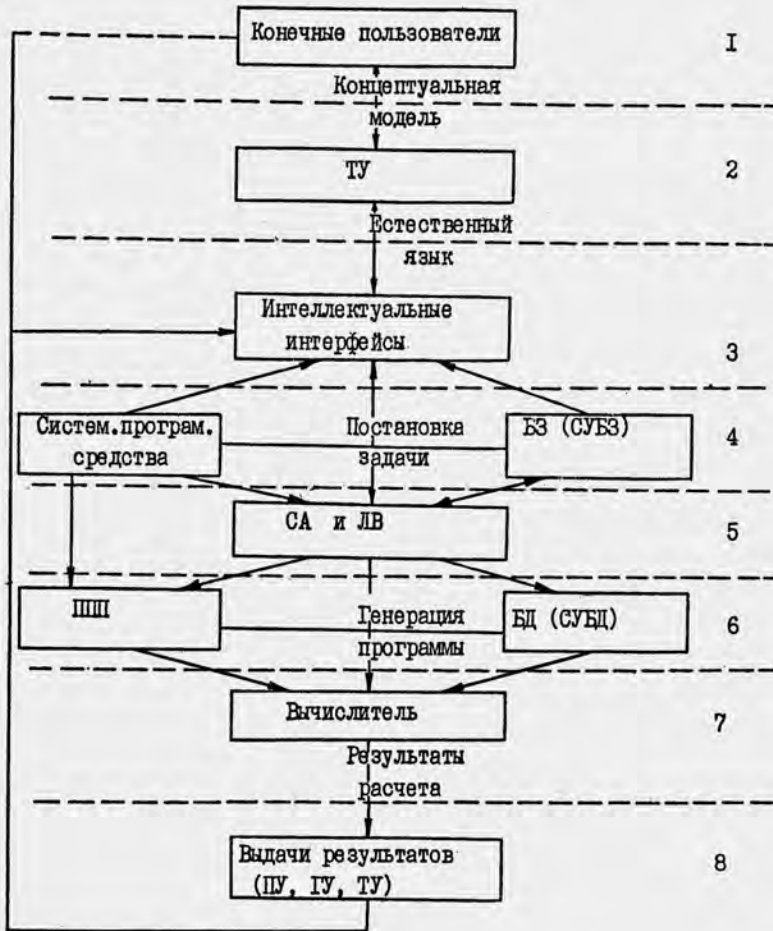 Конечные пользователи
I
Концептуальная
модель
ТУ
2
Естественный
язык
Интеллектуальные
интерфейсы
3
Систем.програм.
средства
Постановка
задачи
БЗ (СУБЗ)
4
СА и ЛВ
5
ППП
Генерация
программы
БД (СУБД)
6
Вычислитель
7
Результаты
расчета
Выдачи результатов
(ПУ, ГУ, ТУ)
8